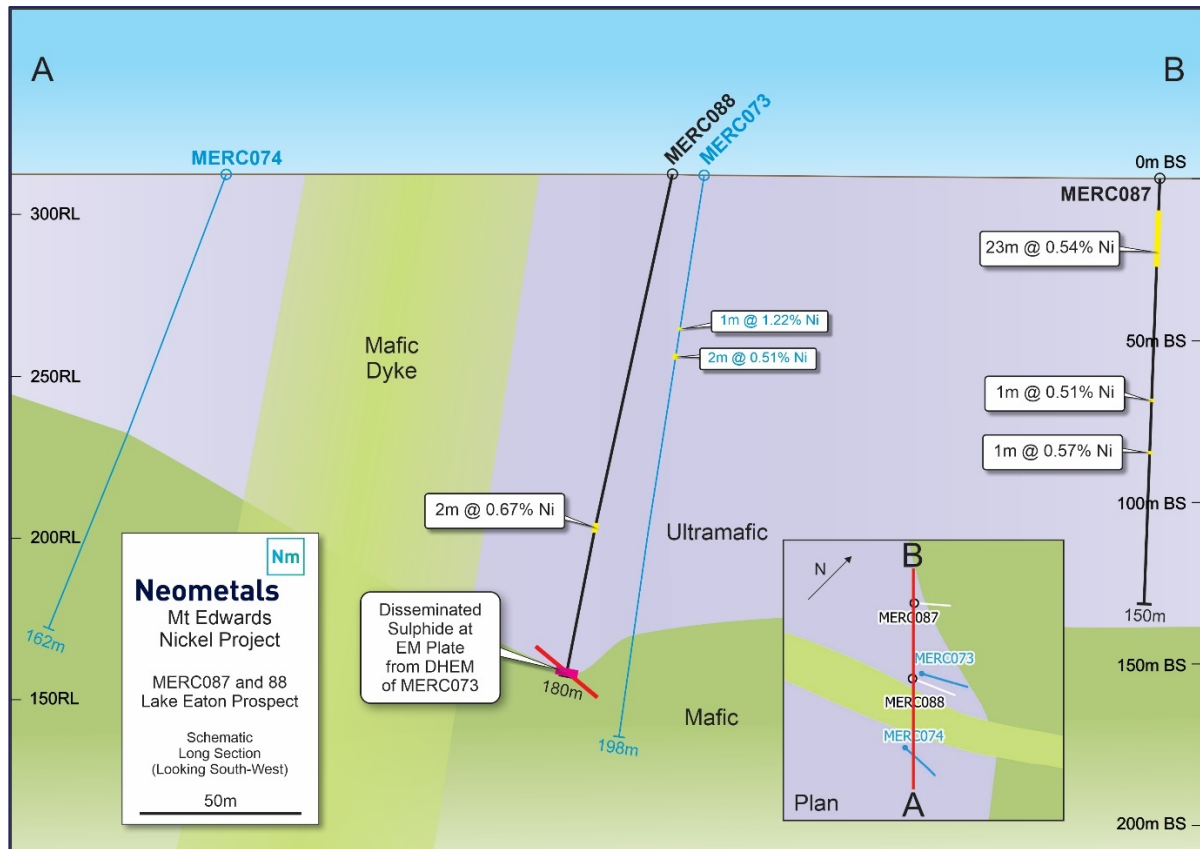 A
B
MERC088
MERC073
MERC074
0m BS
MERC087
300RL
23m @ 0.54% Ni
1m @ 1.22% Ni
50m BS
2m @ 0.51% Ni
Mafic
Dyke
250RL
1m @ 0.51% Ni
1m @ 0.57% Ni
2m @ 0.67% Ni
100m BS
200RL
Ultramafic
Nm
Neometals
Mt Edwards
Nickel Project
MERC087 and 88
Lake Eaton Prospect
Schematic
Long Section
(Looking South-West)
50m
Disseminated
Sulphide at
EM Plate
from DHEM
of MERC073
162m
180m
198m
150m
150m BS
150RL
Mafic
B
N
MERC087
MERC073
MERC088
MERC074
A
Plan
200m BS